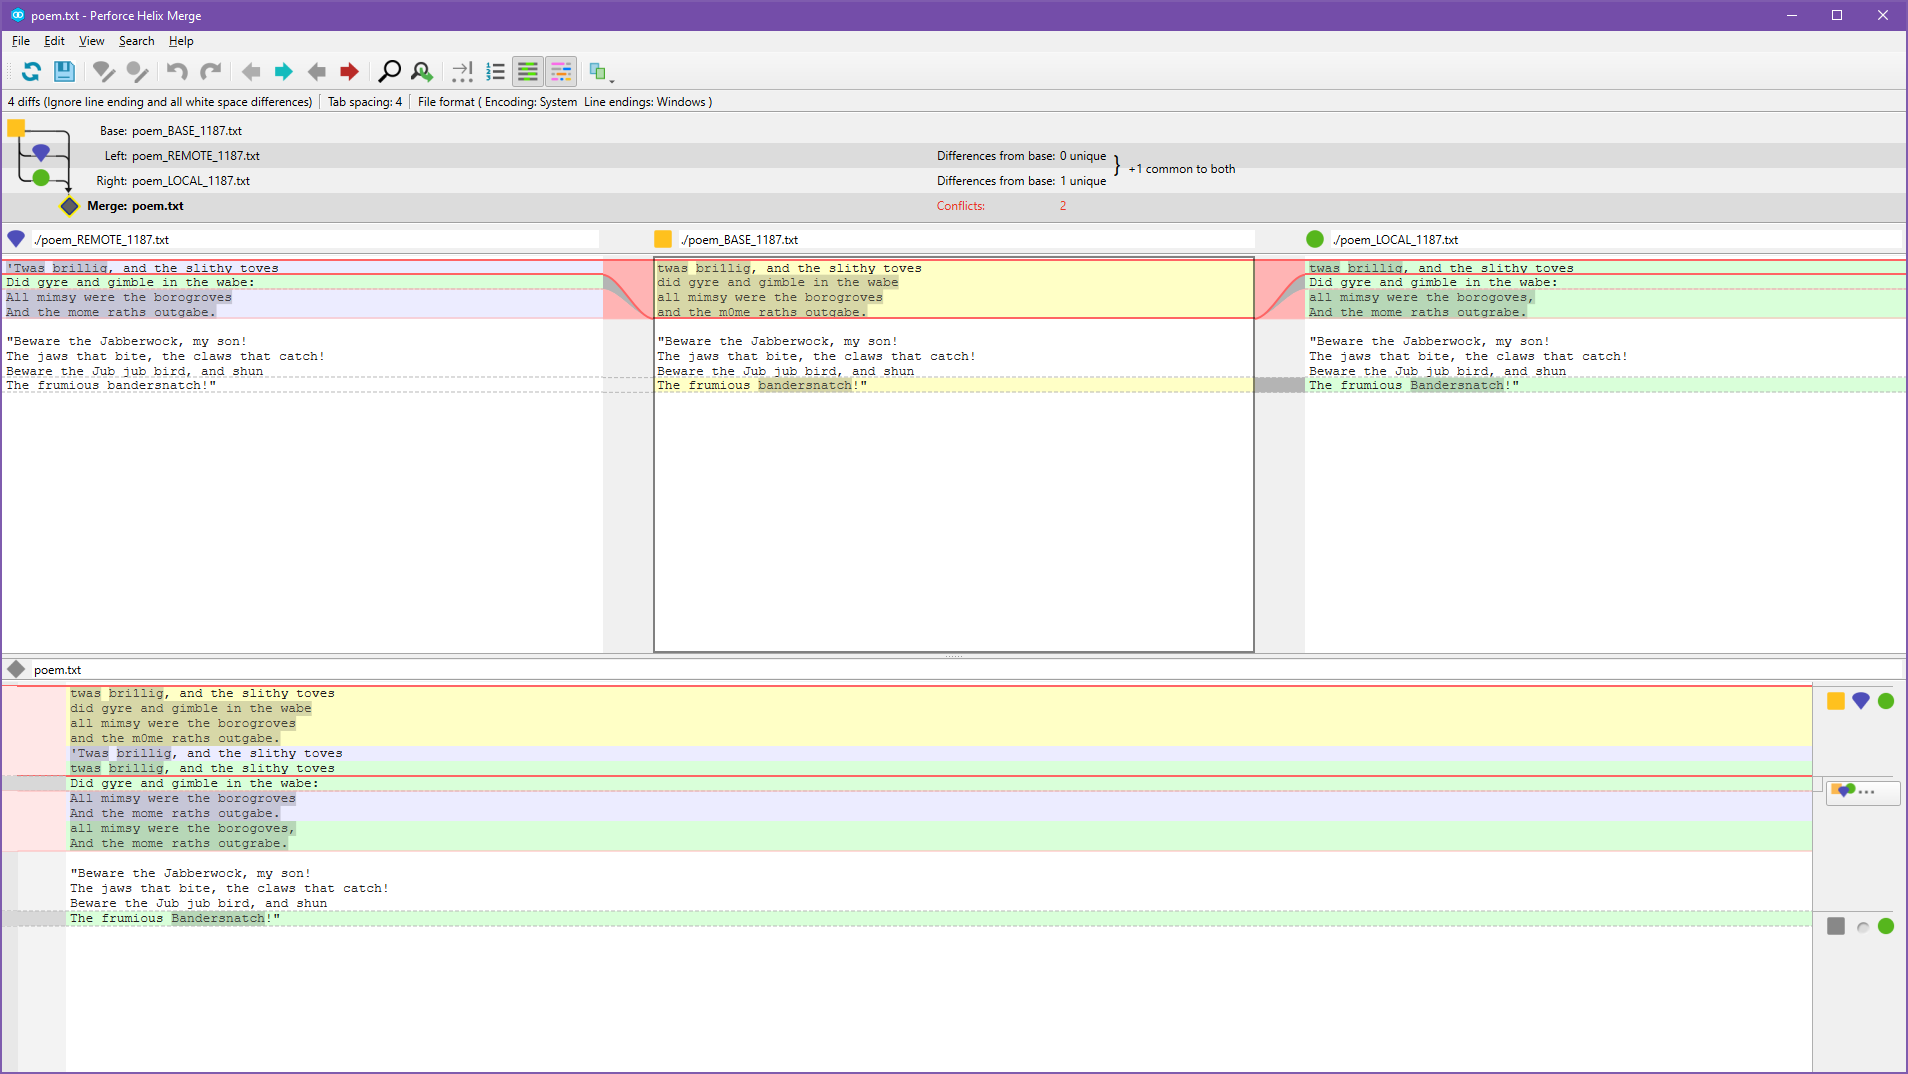 poem.txt - Perforce Helix Merge
File Edit View Search Help
4 diffs (Ignore line ending and all white space differences) Tab spacing: 4 File format ( Encoding: System Line endings: Windows )
Base: poem_BASE_1187.txt
Left: poem_REMOTE_1187.txt Differences from base: 0 unique
+1 common to both
Right: poem_LOCAL_1187.txt Differences from base: 1 unique
Merge: poem.txt Conflicts: 2
./poem_REMOTE_1187.txt
'Twas brillig, and the slithy toves
Did gyre and gimble in the wabe:
All mimsy were the borogroves
And the mome raths outgabe.
"Beware the Jabberwock, my son!
The jaws that bite, the claws that catch!
Beware the Jub jub bird, and shun
The frumious bandersnatch!"
./poem_BASE_1187.txt
twas brillig, and the slithy toves
did gyre and gimble in the wabe
all mimsy were the borogroves
and the m0me raths outgabe.
"Beware the Jabberwock, my son!
The jaws that bite, the claws that catch!
Beware the Jub jub bird, and shun
The frumious bandersnatch!"
./poem_LOCAL_1187.txt
twas brillig, and the slithy toves
Did gyre and gimble in the wabe:
all mimsy were the borogoves,
And the mome raths outgrabe.
"Beware the Jabberwock, my son!
The jaws that bite, the claws that catch!
Beware the Jub jub bird, and shun
The frumious Bandersnatch!"
poem.txt
twas brillig, and the slithy toves
did gyre and gimble in the wabe
all mimsy were the borogroves
and the m0me raths outgabe.
'Twas brillig, and the slithy toves
twas brillig, and the slithy toves
Did gyre and gimble in the wabe:
All mimsy were the borogroves
And the mome raths outgabe.
all mimsy were the borogoves,
And the mome raths outgrabe.
"Beware the Jabberwock, my son!
The jaws that bite, the claws that catch!
Beware the Jub jub bird, and shun
The frumious Bandersnatch!"